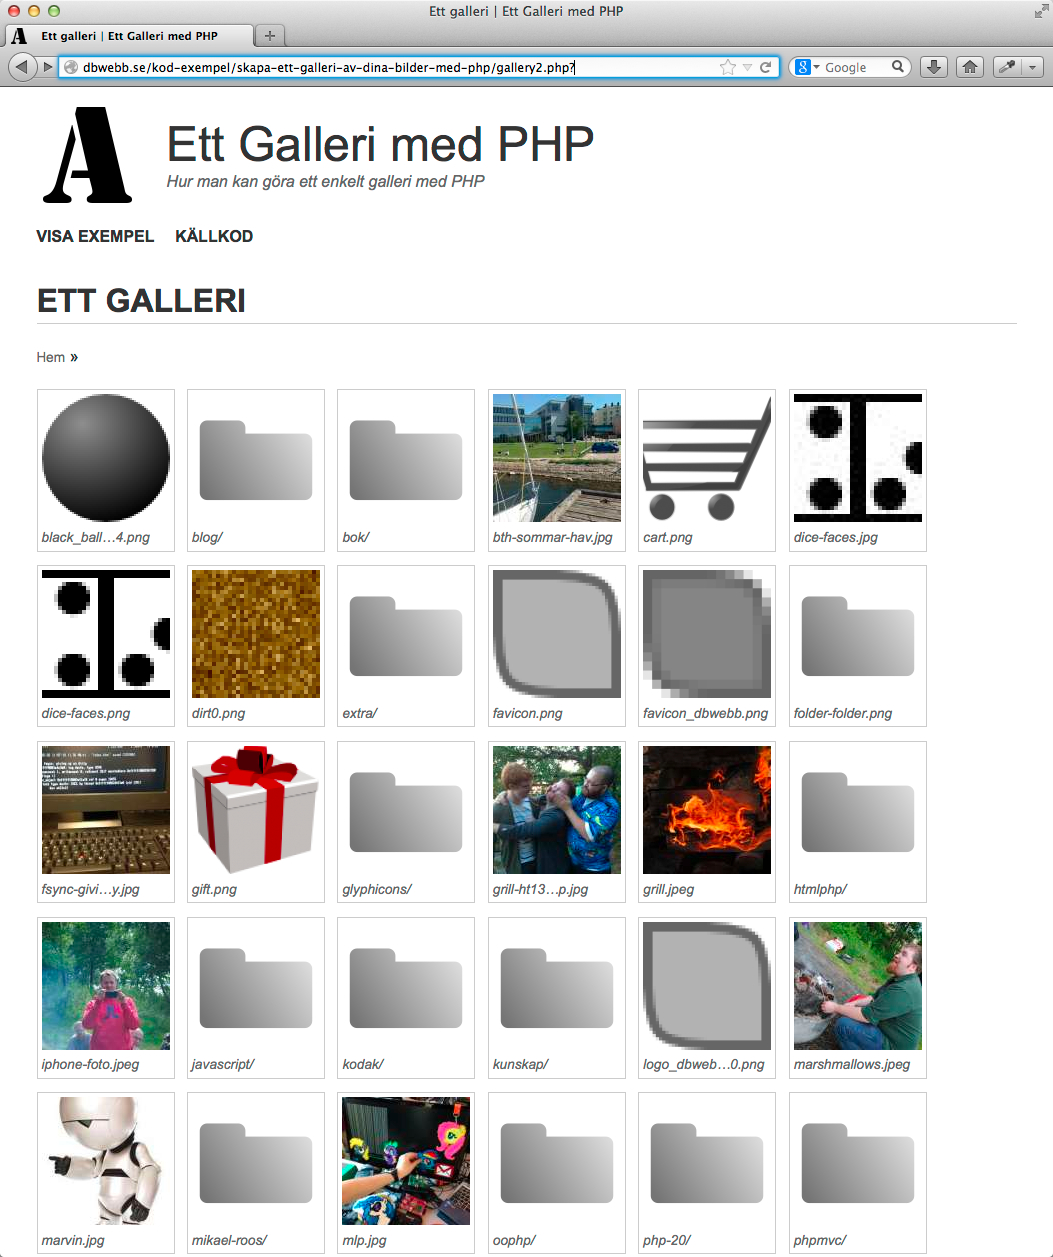 Ett galleri | Ett Galleri med PHP
Ett galleri | Ett Galleri med PHP
dbwebb.se/kod-exempel/skapa-ett-galleri-av-dina-bilder-med-php/gallery2.php?
Google
A
Ett Galleri med PHP
Hur man kan göra ett enkelt galleri med PHP
VISA EXEMPEL KÄLLKOD
ETT GALLERI
Hem »
black_ball…4.png blog/ bok/ bth-sommar-hav.jpg cart.png dice-faces.jpg
dice-faces.png dirt0.png extra/ favicon.png favicon_dbwebb.png folder-folder.png
fsync-givi…y.jpg gift.png glyphicons/ grill-ht13…p.jpg grill.jpeg htmlphp/
iphone-foto.jpeg javascript/ kodak/ kunskap/ logo_dbweb…0.png marshmallows.jpeg
marvin.jpg mikael-roos/ mlp.jpg oophp/ php-20/ phpmvc/